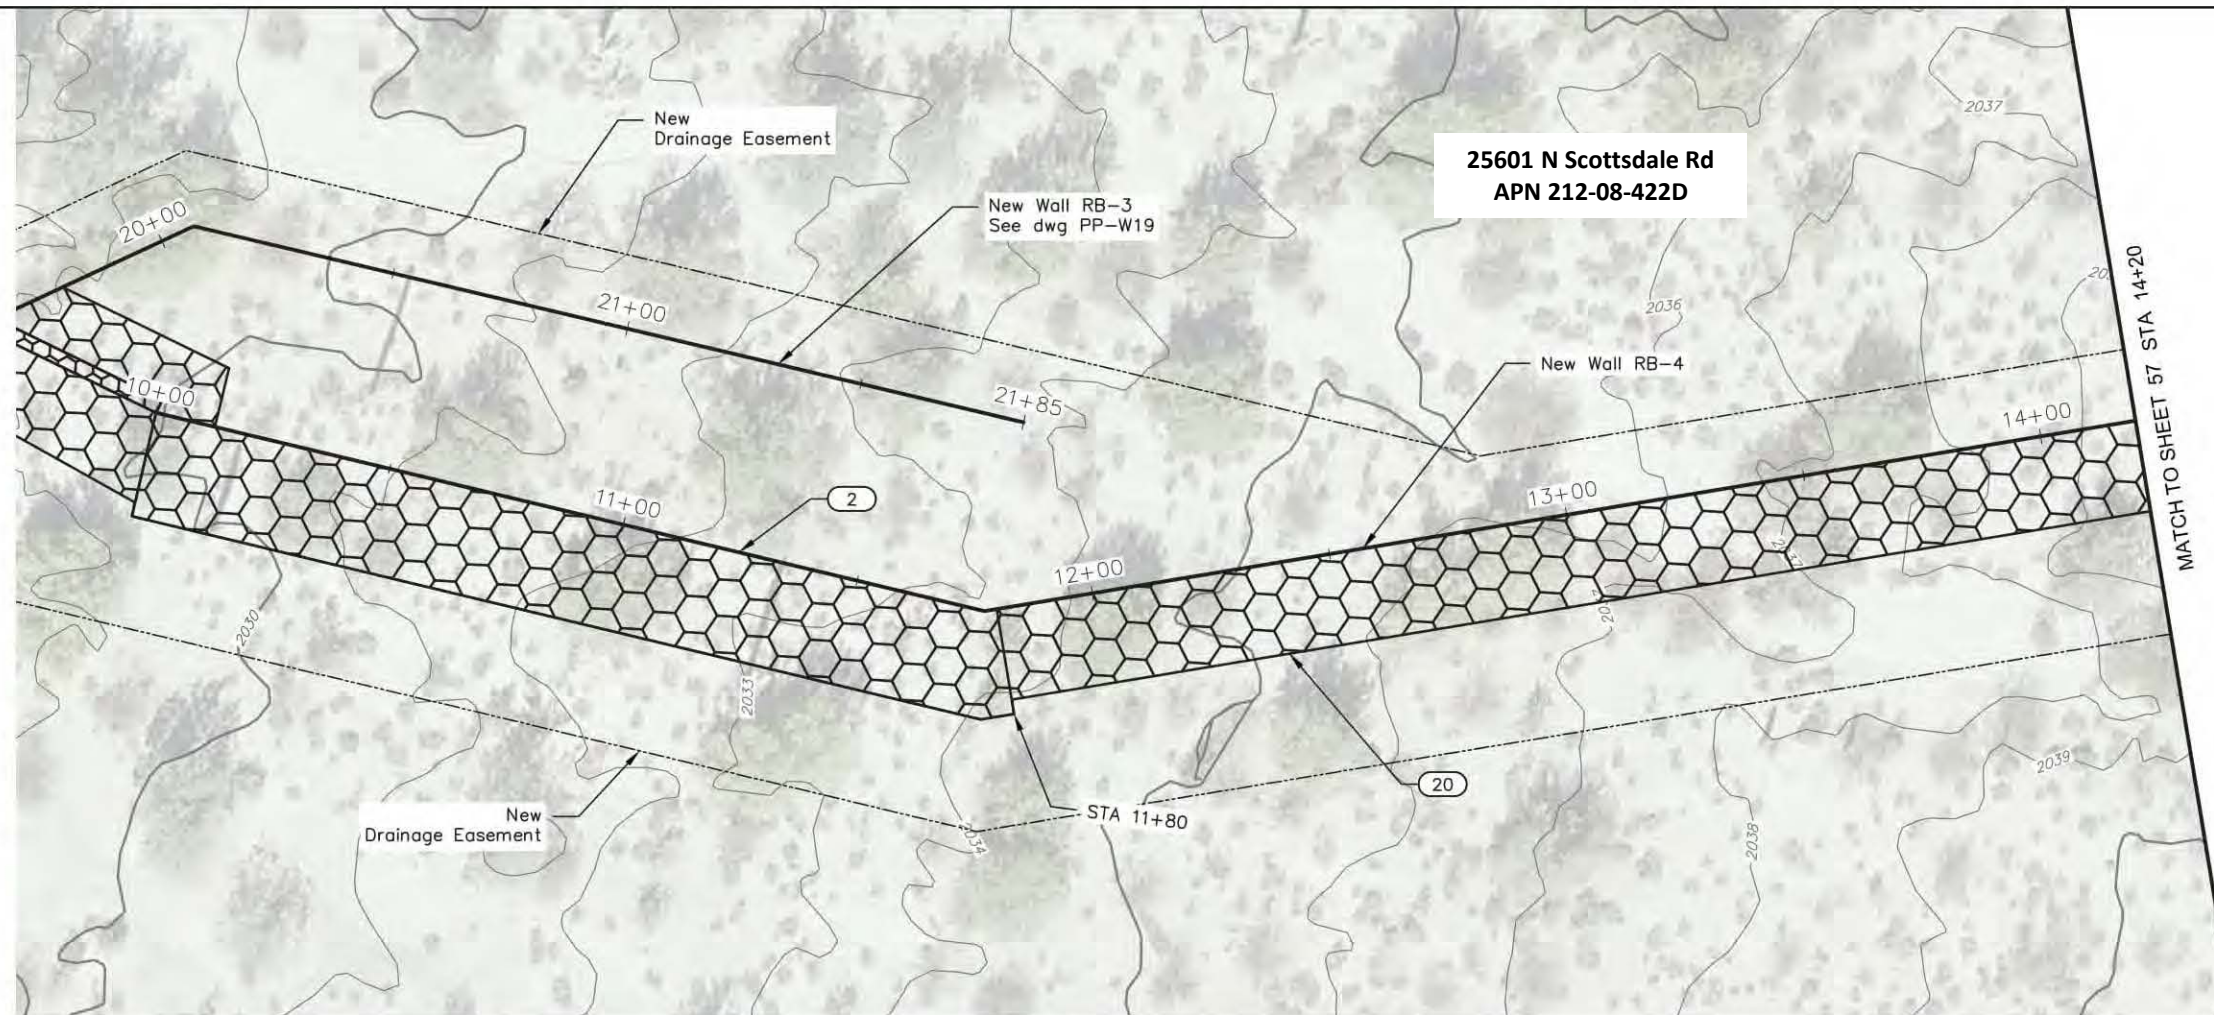 2037
New
Drainage Easement
25601 N Scottsdale Rd
APN 212-08-422D
New Wall RB-3
See dwg PP-W19
20+00
21+00
2036
MATCH TO SHEET 57 STA 14+20
New Wall RB-4
21+85
10+00
14+00
11+00
2
13+00
12+00
2037
2030
2033
20
2039
STA 11+80
New
Drainage Easement
2034
2038